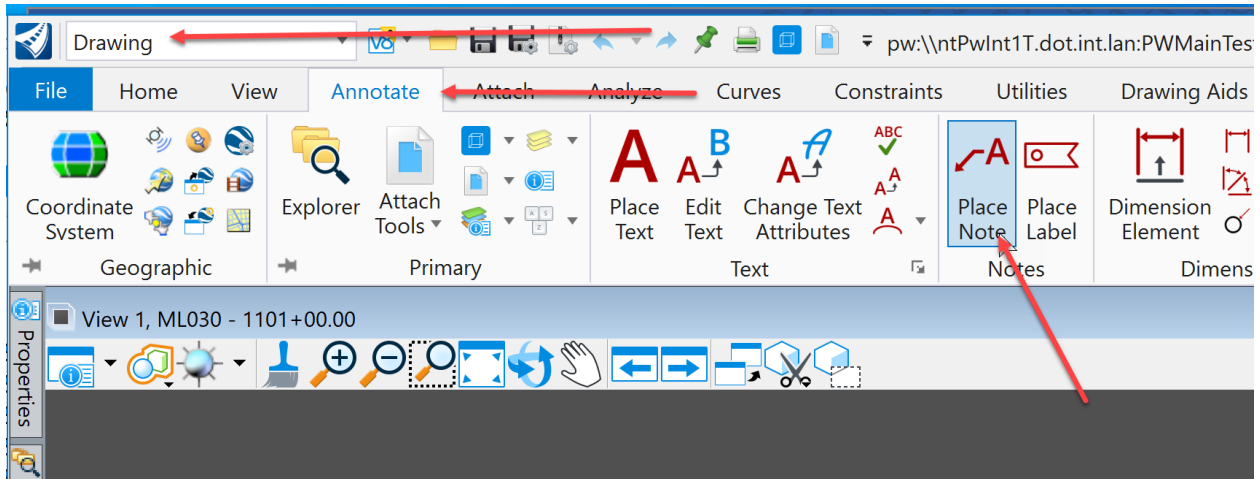 Drawing
V8
pw:\\ntPwInt1T.dot.int.lan:PWMainTest
File Home View Annotate Attach Analyze Curves Constraints Utilities Drawing Aids
Coordinate System
Explorer
Attach Tools
A Place Text
A B Edit Text
A A Change Text Attributes
ABC
A A
A
A Place Note
Place Label
Dimension Element
A S
Z
Geographic Primary Text Notes Dimens
View 1, ML030 - 1101+00.00
Properties